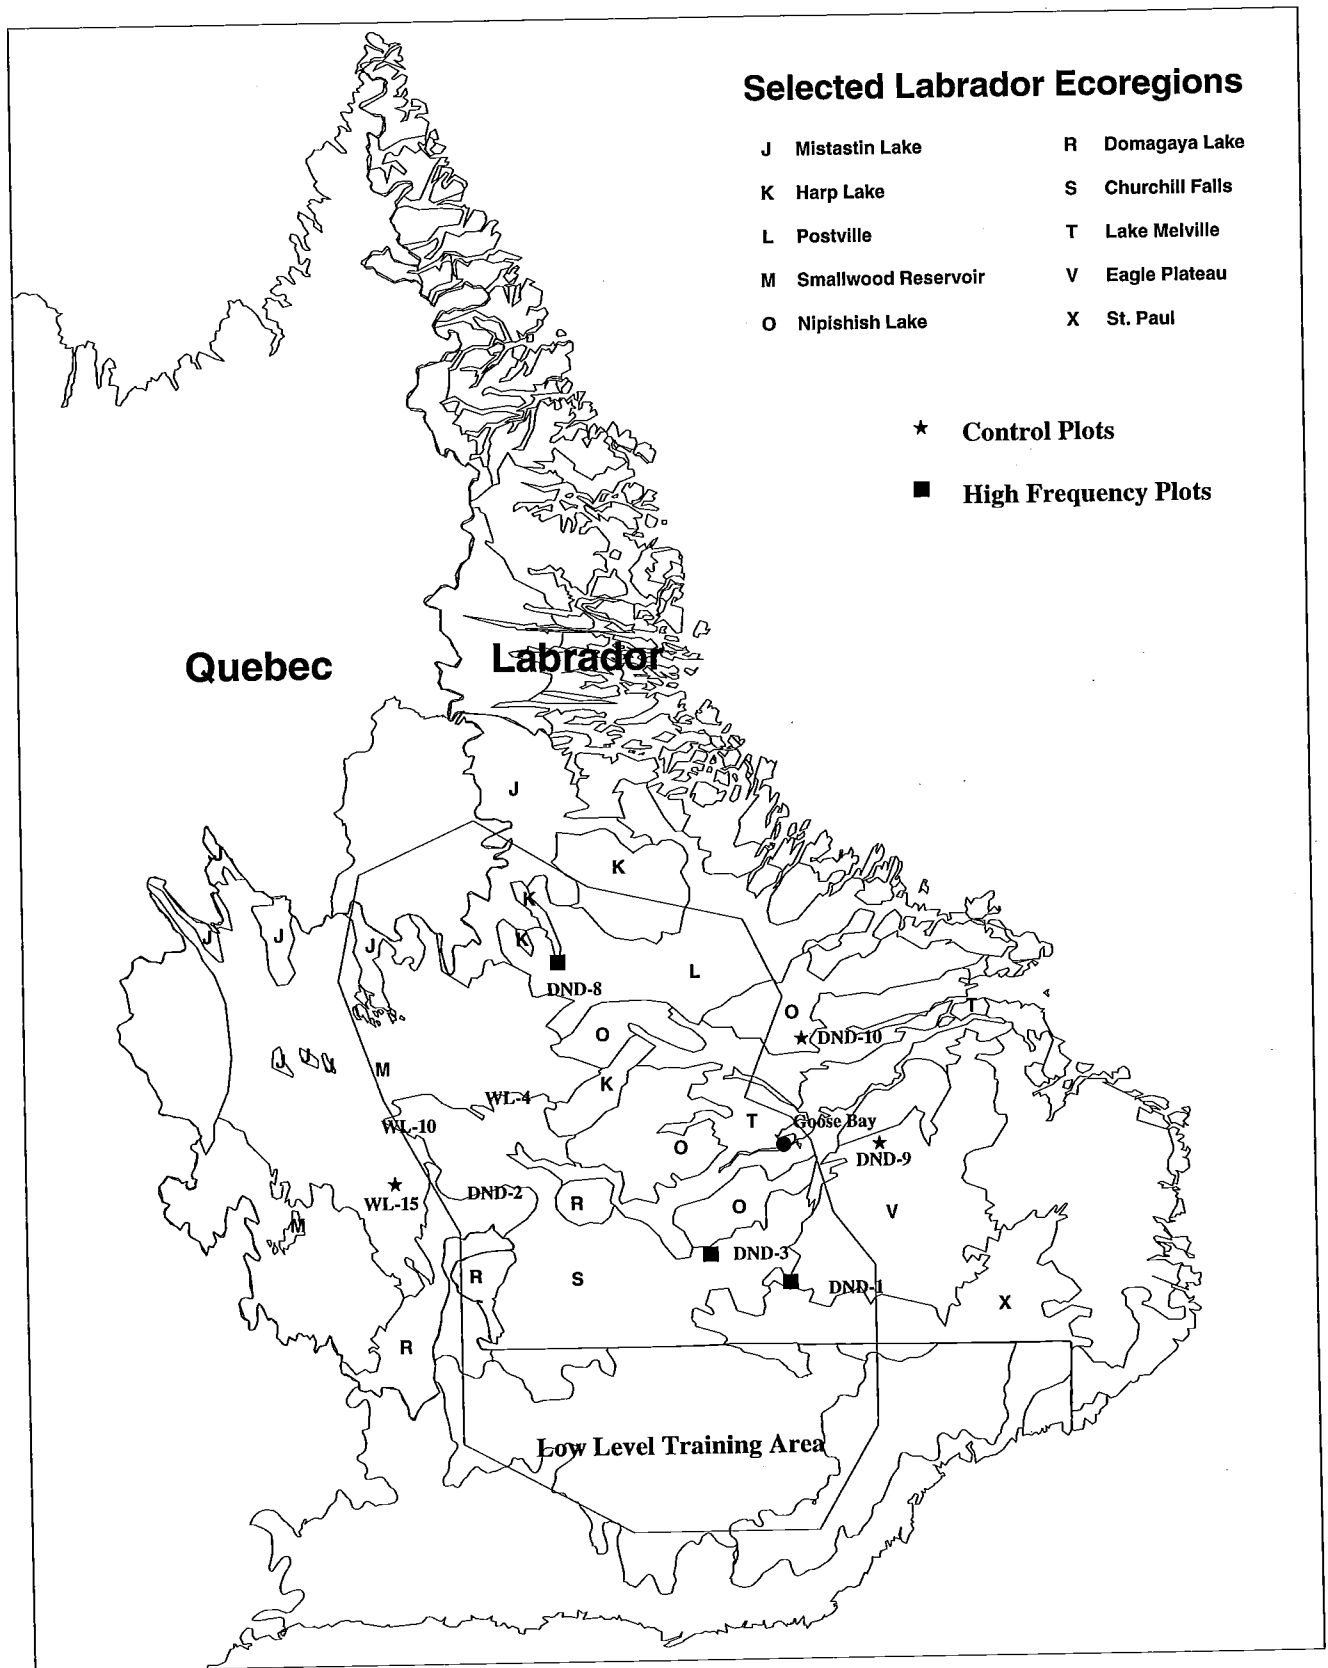 Selected Labrador Ecoregions
J Mistastin Lake
R Domagaya Lake
K Harp Lake
S Churchill Falls
L Postville
T Lake Melville
M Smallwood Reservoir
V Eagle Plateau
O Nipishish Lake
X St. Paul
Control Plots
High Frequency Plots
Quebec
Labrador
J
K
K
J
J
J
K
L
DND-8
O
T
O
DND-10
J
J
J
M
K
WL-4
T
Goose Bay
WL-10
O
DND-9
WL-15
DND-2
R
O
V
M
DND-3
R
S
DND-1
X
R
Low Level Training Area